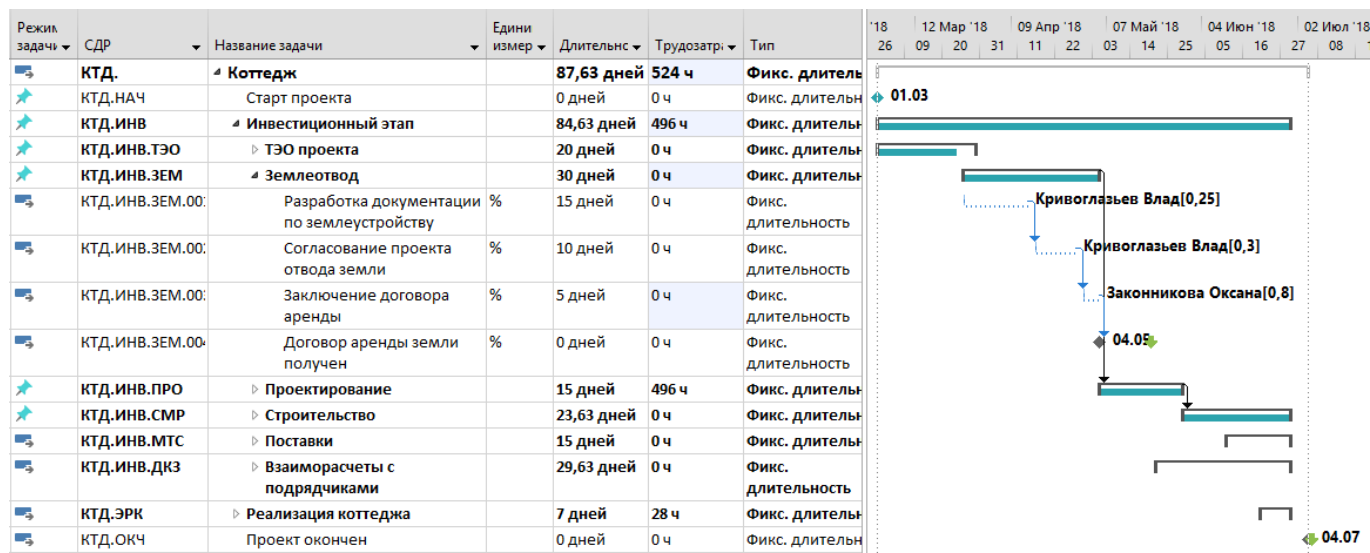 Режим задачи СДР Название задачи Едини измер Длительнс Трудозатра Тип
'18 12 Мар '18 09 Апр '18 07 Май '18 04 Июн '18 02 Июл '18
26 09 20 31 11 22 03 14 25 05 16 27 08
КТД. Коттедж 87,63 дней 524 ч Фикс. длитель
КТД.НАЧ Старт проекта 0 дней 0 ч Фикс. длительн 01.03
КТД.ИНВ Инвестиционный этап 84,63 дней 496 ч Фикс. длительн
КТД.ИНВ.ТЭО ТЭО проекта 20 дней 0 ч Фикс. длительн
КТД.ИНВ.ЗЕМ Землеотвод 30 дней 0 ч Фикс. длительн
КТД.ИНВ.ЗЕМ.00 Разработка документации % 15 дней 0 ч Фикс. Кривоглазьев Влад[0,25]
по землеустройству длительность
КТД.ИНВ.ЗЕМ.00 Согласование проекта % 10 дней 0 ч Фикс. Кривоглазьев Влад[0,3]
отвода земли длительность
КТД.ИНВ.ЗЕМ.00 Заключение договора % 5 дней 0 ч Фикс. Законникова Оксана[0,8]
аренды длительность
КТД.ИНВ.ЗЕМ.00 Договор аренды земли % 0 дней 0 ч Фикс. 04.05
получен длительность
КТД.ИНВ.ПРО Проектирование 15 дней 496 ч Фикс. длительн
КТД.ИНВ.СМР Строительство 23,63 дней 0 ч Фикс. длительн
КТД.ИНВ.МТС Поставки 15 дней 0 ч Фикс. длительн
КТД.ИНВ.ДКЗ Взаиморасчеты с 29,63 дней 0 ч Фикс.
подрядчиками длительность
КТД.ЭРК Реализация коттеджа 7 дней 28 ч Фикс. длительн
КТД.ОКЧ Проект окончен 0 дней 0 ч Фикс. длительн 04.07